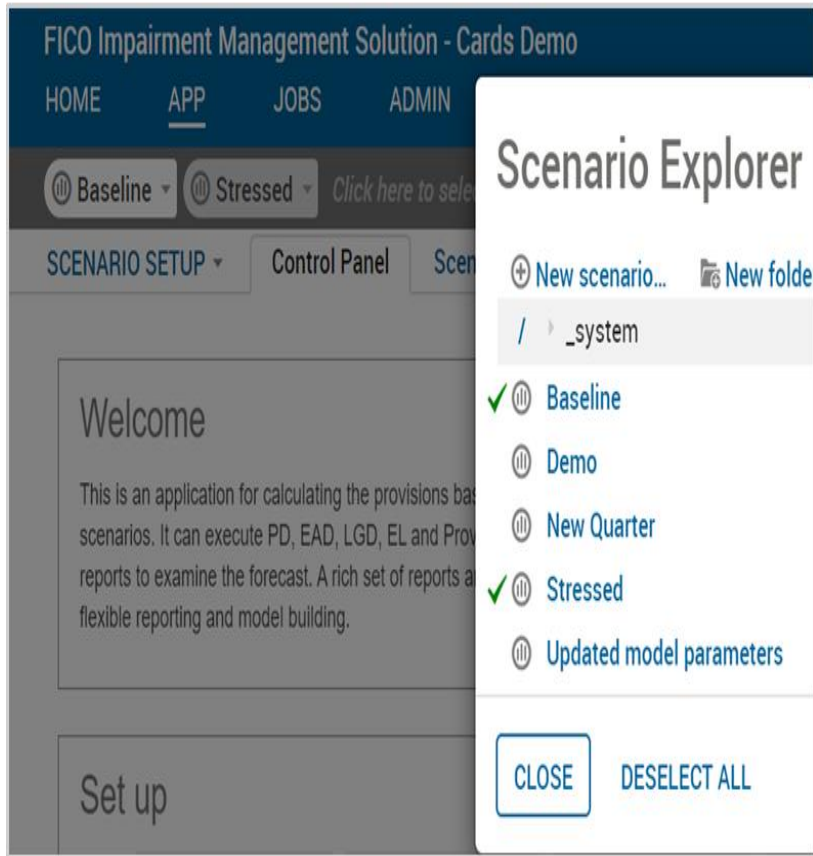 FICO Impairment Management Solution - Cards Demo
HOME APP JOBS ADMIN
Baseline Stressed Click here to sele
SCENARIO SETUP Control Panel Scen
Welcome
This is an application for calculating the provisions bas
scenarios. It can execute PD, EAD, LGD, EL and Prov
reports to examine the forecast. A rich set of reports a
flexible reporting and model building.
Set up
Scenario Explorer
New scenario... New folde
/ _system
Baseline
Demo
New Quarter
Stressed
Updated model parameters
CLOSE DESELECT ALL